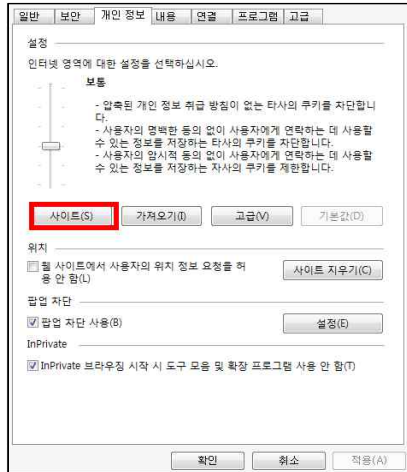 일반 보안 개인 정보 내용 연결 프로그램 고급
설정
인터넷 영역에 대한 설정을 선택하십시오.
보통
- 압축된 개인 정보 취급 방침이 없는 타사의 쿠키를 차단합니
다.
- 사용자의 명백한 동의 없이 사용자에게 연락하는 데 사용할
수 있는 정보를 저장하는 타사의 쿠키를 차단합니다.
- 사용자의 암시적 동의 없이 사용자에게 연락하는 데 사용할
수 있는 정보를 저장하는 자사의 쿠키를 제한합니다.
사이트(S) 가져오기(I) 고급(V) 기본값(D)
위치
웹 사이트에서 사용자의 위치 정보 요청을 허
용 안 함(L)
사이트 지우기(C)
팝업 차단
팝업 차단 사용(B) 설정(E)
InPrivate
InPrivate 브라우징 시작 시 도구 모음 및 확장 프로그램 사용 안 함(T)
확인 취소 적용(A)